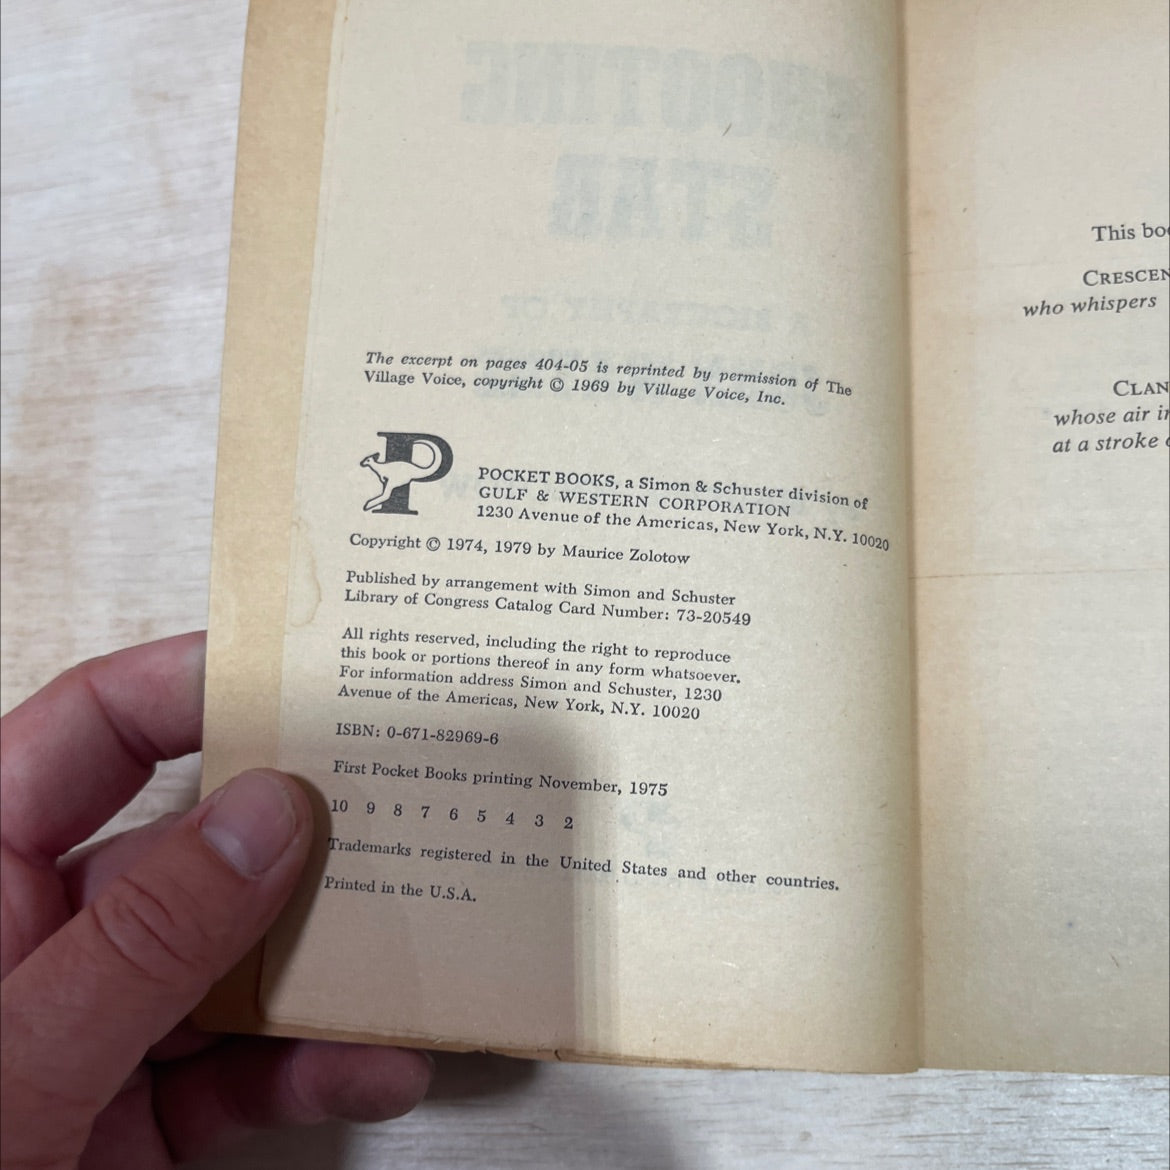 The excerpt on pages 404-05 is reprinted by permission of The
Village Voice, copyright © 1969 by Village Voice, Inc.
P
POCKET BOOKS, a Simon & Schuster division of
GULF & WESTERN CORPORATION
1230 Avenue of the Americas, New York, N.Y. 10020
Copyright © 1974, 1979 by Maurice Zolotow
Published by arrangement with Simon and Schuster
Library of Congress Catalog Card Number: 73-20549
All rights reserved, including the right to reproduce
this book or portions thereof in any form whatsoever.
For information address Simon and Schuster, 1230
Avenue of the Americas, New York, N.Y. 10020
ISBN: 0-671-82969-6
First Pocket Books printing November, 1975
10 9 8 7 6 5 4 3 2
Trademarks registered in the United States and other countries.
Printed in the U.S.A.
This boo
CRESCEN
who whispers
CLAN
whose air in
at a stroke